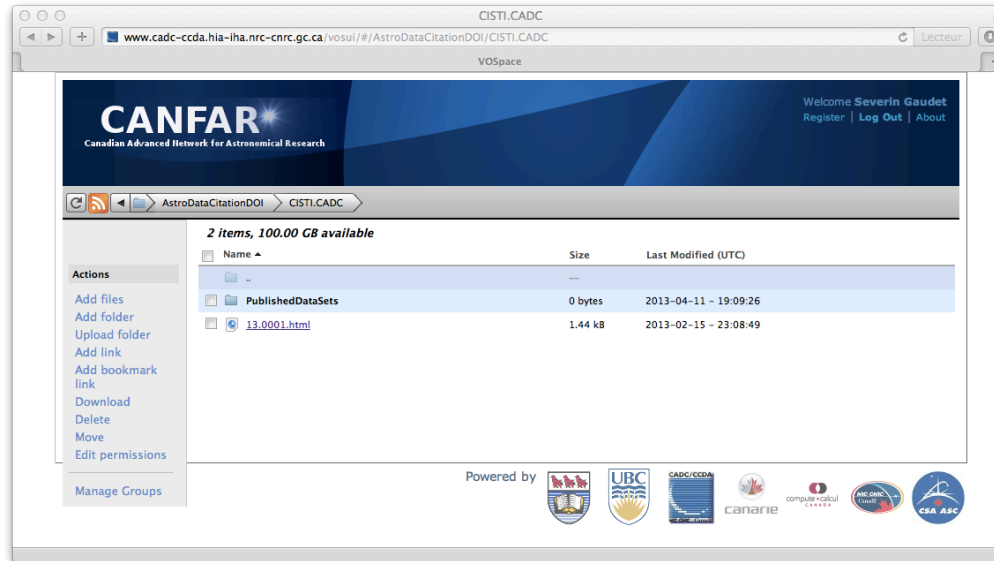 CISTI.CADC
www.cadc-ccda.hia-iha.nrc-cnrc.gc.ca/vosui/#/AstroDataCitationDOI/CISTI.CADC
Lecteur
VOSpace
CANFAR
Canadian Advanced Network for Astronomical Research
Welcome Severin Gaudet
Register | Log Out | About
AstroDataCitationDOI
CISTI.CADC
2 items, 100.00 GB available
Name Size Last Modified (UTC)
.. --
PublishedDataSets 0 bytes 2013-04-11 - 19:09:26
13.0001.html 1.44 kB 2013-02-15 - 23:08:49
Actions
Add files
Add folder
Upload folder
Add link
Add bookmark
link
Download
Delete
Move
Edit permissions
Manage Groups
Powered by
UBC
CADC/CCDA
canarie
compute • calcul
CANADA
NRC CNRC
CSA ASC